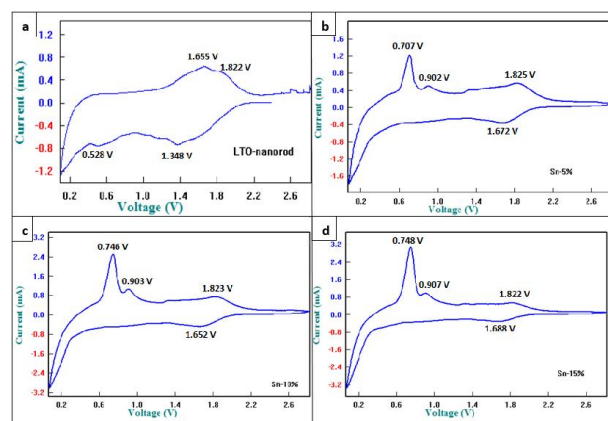 a
Current (mA)
1.2
0.8
0.4
0.0
-0.4
-0.8
-1.2
1.655 V
1.822 V
0.528 V
1.348 V
LTO-nanorod
0.2 0.6 1.0 1.4 1.8 2.2 2.6
Voltage (V)
b
Current (mA)
1.6
1.2
0.8
0.4
0.0
-0.4
-0.8
-1.2
-1.6
0.707 V
0.902 V
1.825 V
1.672 V
Sn-5%
0.2 0.6 1.0 1.4 1.8 2.2 2.6
Voltage (V)
c
Current (mA)
3.2
2.4
1.6
0.8
0.0
-0.8
-1.6
-2.4
-3.2
0.746 V
0.903 V
1.823 V
1.652 V
Sn-10%
0.2 0.6 1.0 1.4 1.8 2.2 2.6
Voltage (V)
d
Current (mA)
3.2
2.4
1.6
0.8
0.0
-0.8
-1.6
-2.4
-3.2
0.748 V
0.907 V
1.822 V
1.688 V
Sn-15%
0.2 0.6 1.0 1.4 1.8 2.2 2.6
Voltage (V)